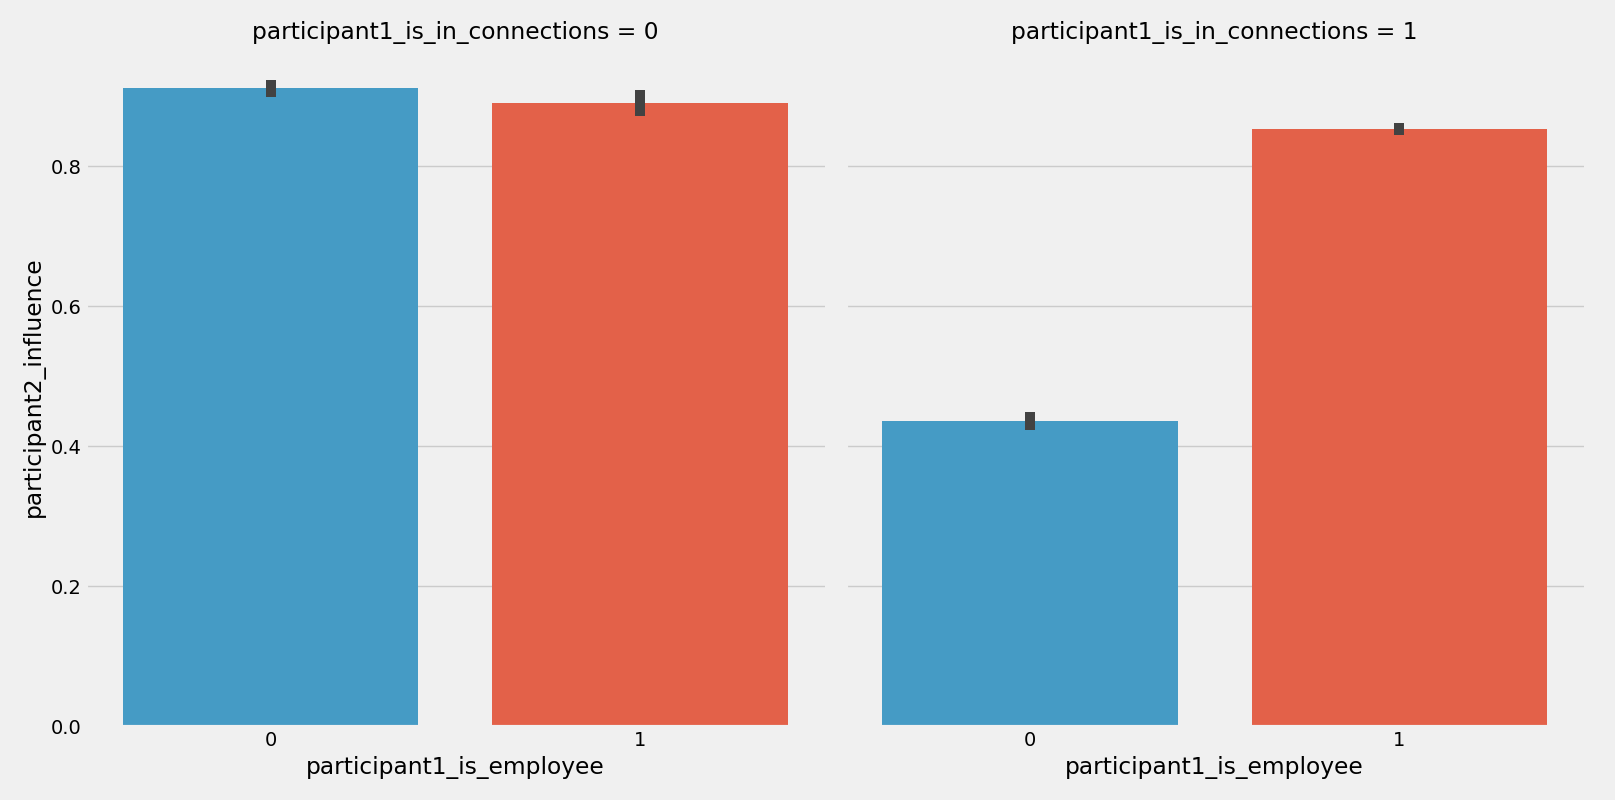 participant1_is_in_connections = 0
participant1_is_in_connections = 1
participant2_influence
0.8
0.6
0.4
0.2
0.0
0
1
0
1
participant1_is_employee
participant1_is_employee